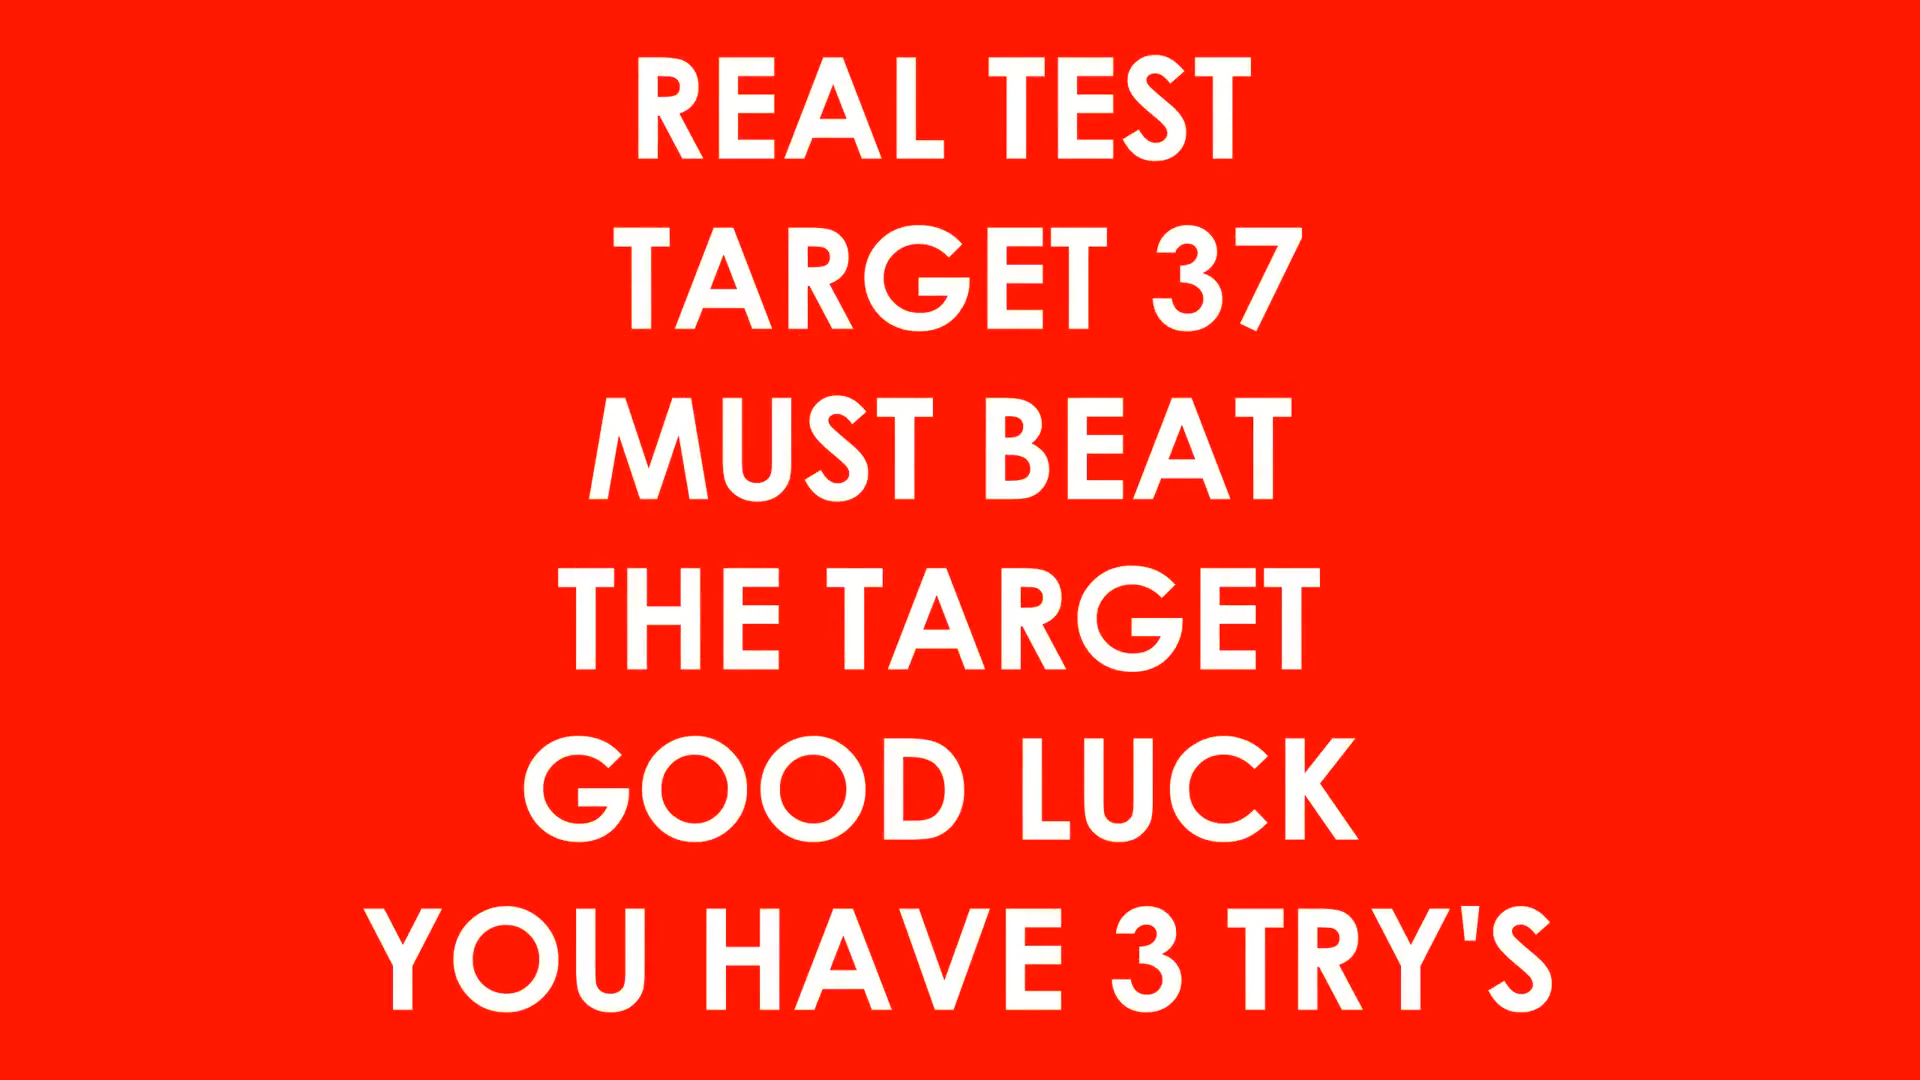 REAL TEST
TARGET 37
MUST BEAT
THE TARGET
GOOD LUCK
YOU HAVE 3 TRY'S